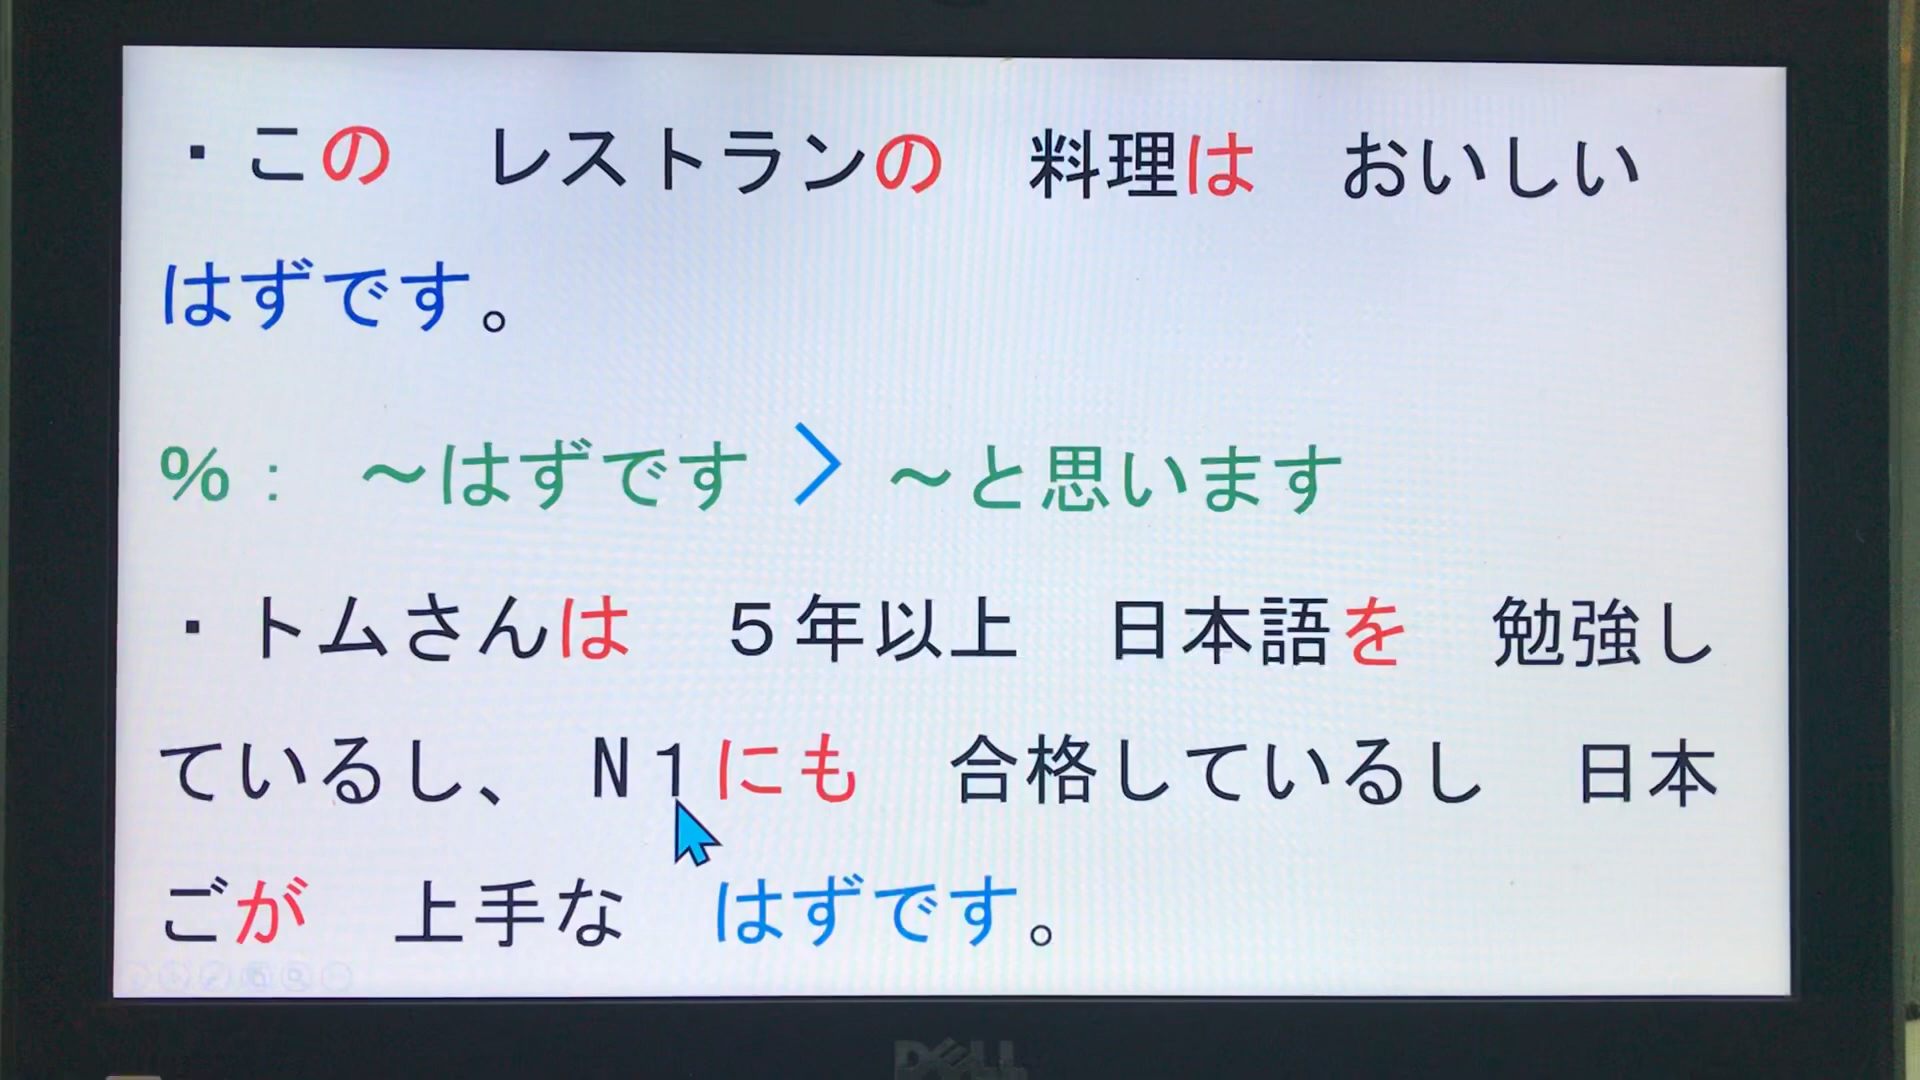 ・この　レストランの　料理は　おいしい
はずです。
%：　～はずです > ～と思います
・トムさんは　５年以上　日本語を　勉強し
ているし、　N１にも　合格しているし　日本
ごが　上手な　はずです。
DELL